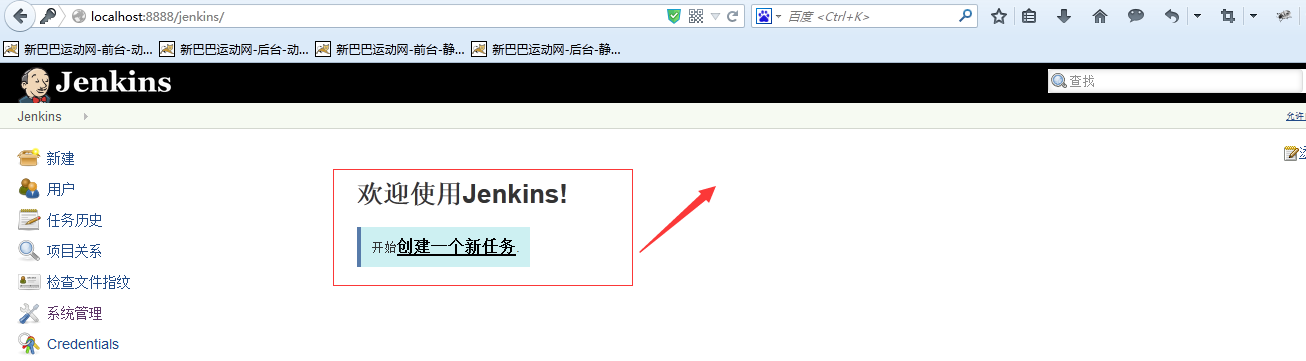 localhost:8888/jenkins/
百度 <Ctrl+K>
新巴巴运动网-前台-动... 新巴巴运动网-后台-动... 新巴巴运动网-前台-静... 新巴巴运动网-后台-静...
Jenkins
查找
Jenkins
新建
用户
任务历史
项目关系
检查文件指纹
系统管理
Credentials
欢迎使用Jenkins!
开始创建一个新任务.